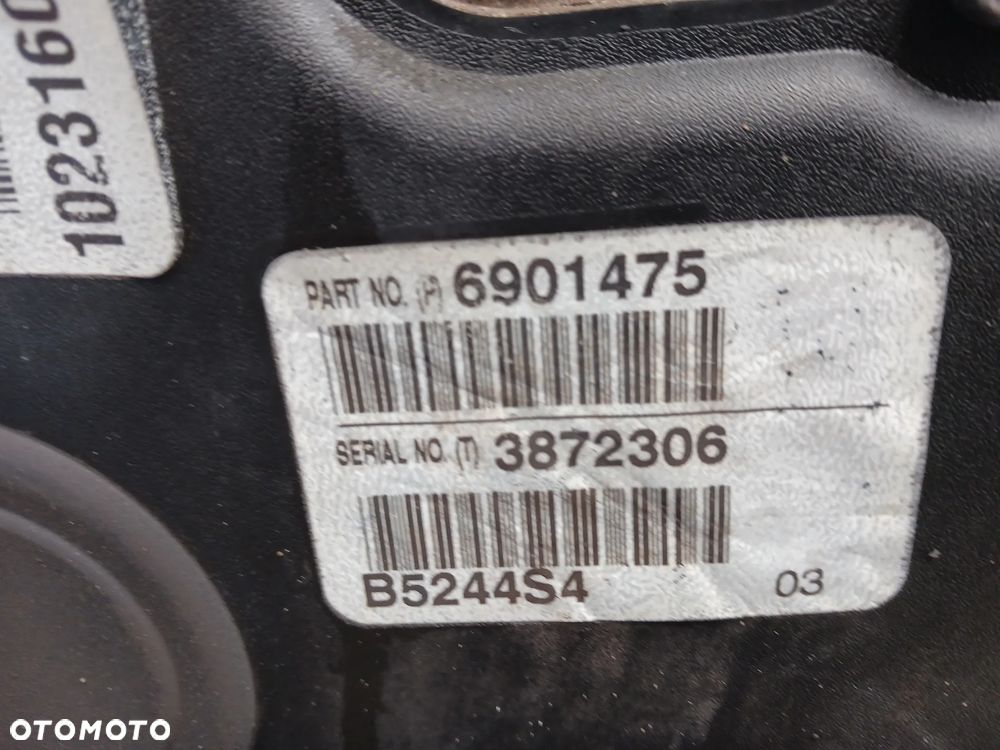 1023160
PART NO. (P) 6901475
SERIAL NO. (T) 3872306
B5244S4 03
OTOMOTO